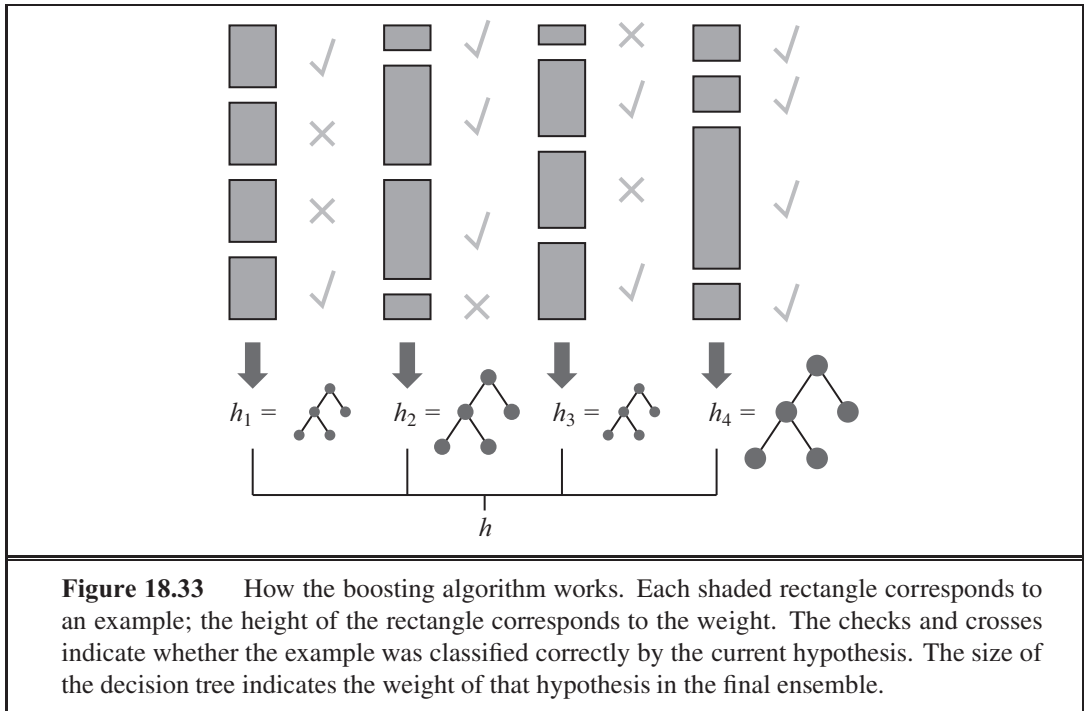 h₁ = h₂ = h₃ = h₄ =
h
Figure 18.33 How the boosting algorithm works. Each shaded rectangle corresponds to
an example; the height of the rectangle corresponds to the weight. The checks and crosses
indicate whether the example was classified correctly by the current hypothesis. The size of
the decision tree indicates the weight of that hypothesis in the final ensemble.